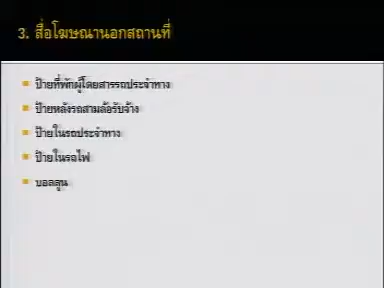 3. สื่อโฆษณานอกสถานที่
ป้ายที่พักผู้โดยสารรถประจำทาง
ป้ายหลังรถสามล้อรับจ้าง
ป้ายในรถประจำทาง
ป้ายในรถไฟ
บอลลูน